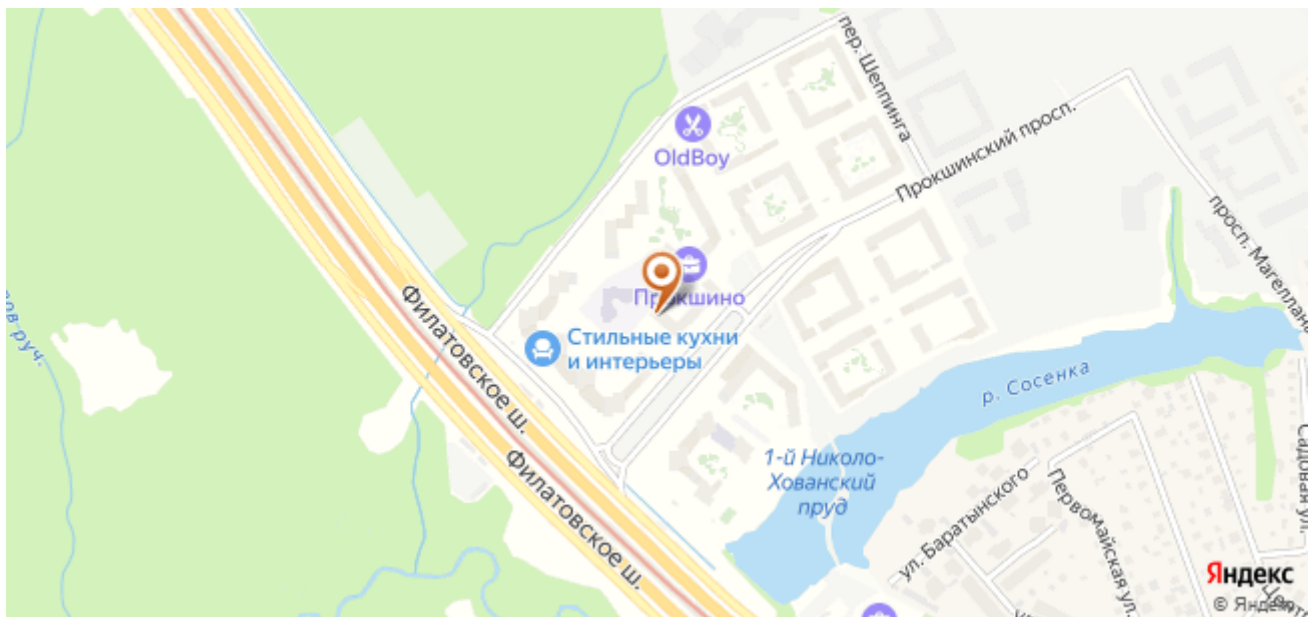 пер. Шеппинга
OldBoy
Прокшинский просп.
просп. Магеллана
Прокшино
Филатовское ш.
Стильные кухни
и интерьеры
р. Сосенка
Филатовское ш.
1-й Николо-
Хованский
пруд
ул. Баратынского
Первомайская ул.
Садовая ул.
Яндекс
© Яндекс